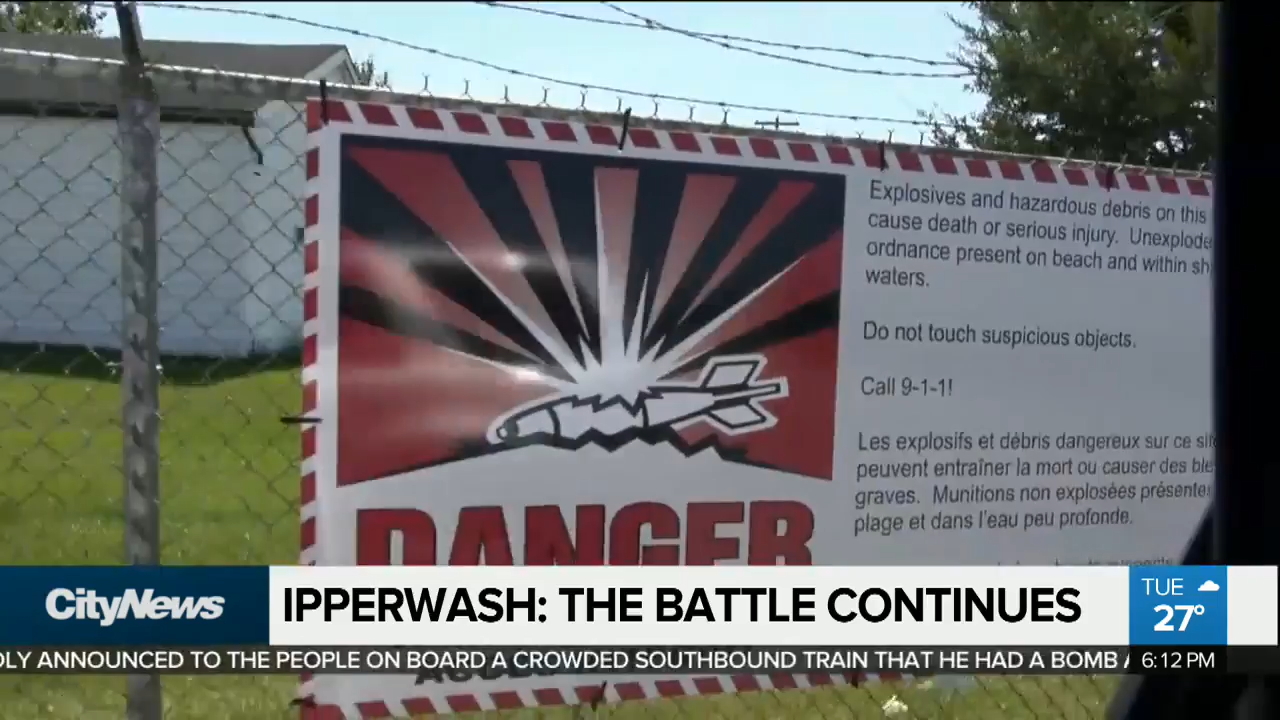 Explosives and hazardous debris on this
cause death or serious injury. Unexplode
ordnance present on beach and within sh
waters.
Do not touch suspicious objects.
Call 9-1-1!
Les explosifs et débris dangereux sur ce sit
peuvent entraîner la mort ou causer des ble
graves. Munitions non explosées présente
plage et dans l'eau peu profonde.
DANGER
CityNews
IPPERWASH: THE BATTLE CONTINUES
TUE
27°
DLY ANNOUNCED TO THE PEOPLE ON BOARD A CROWDED SOUTHBOUND TRAIN THAT HE HAD A BOMB
6:12 PM